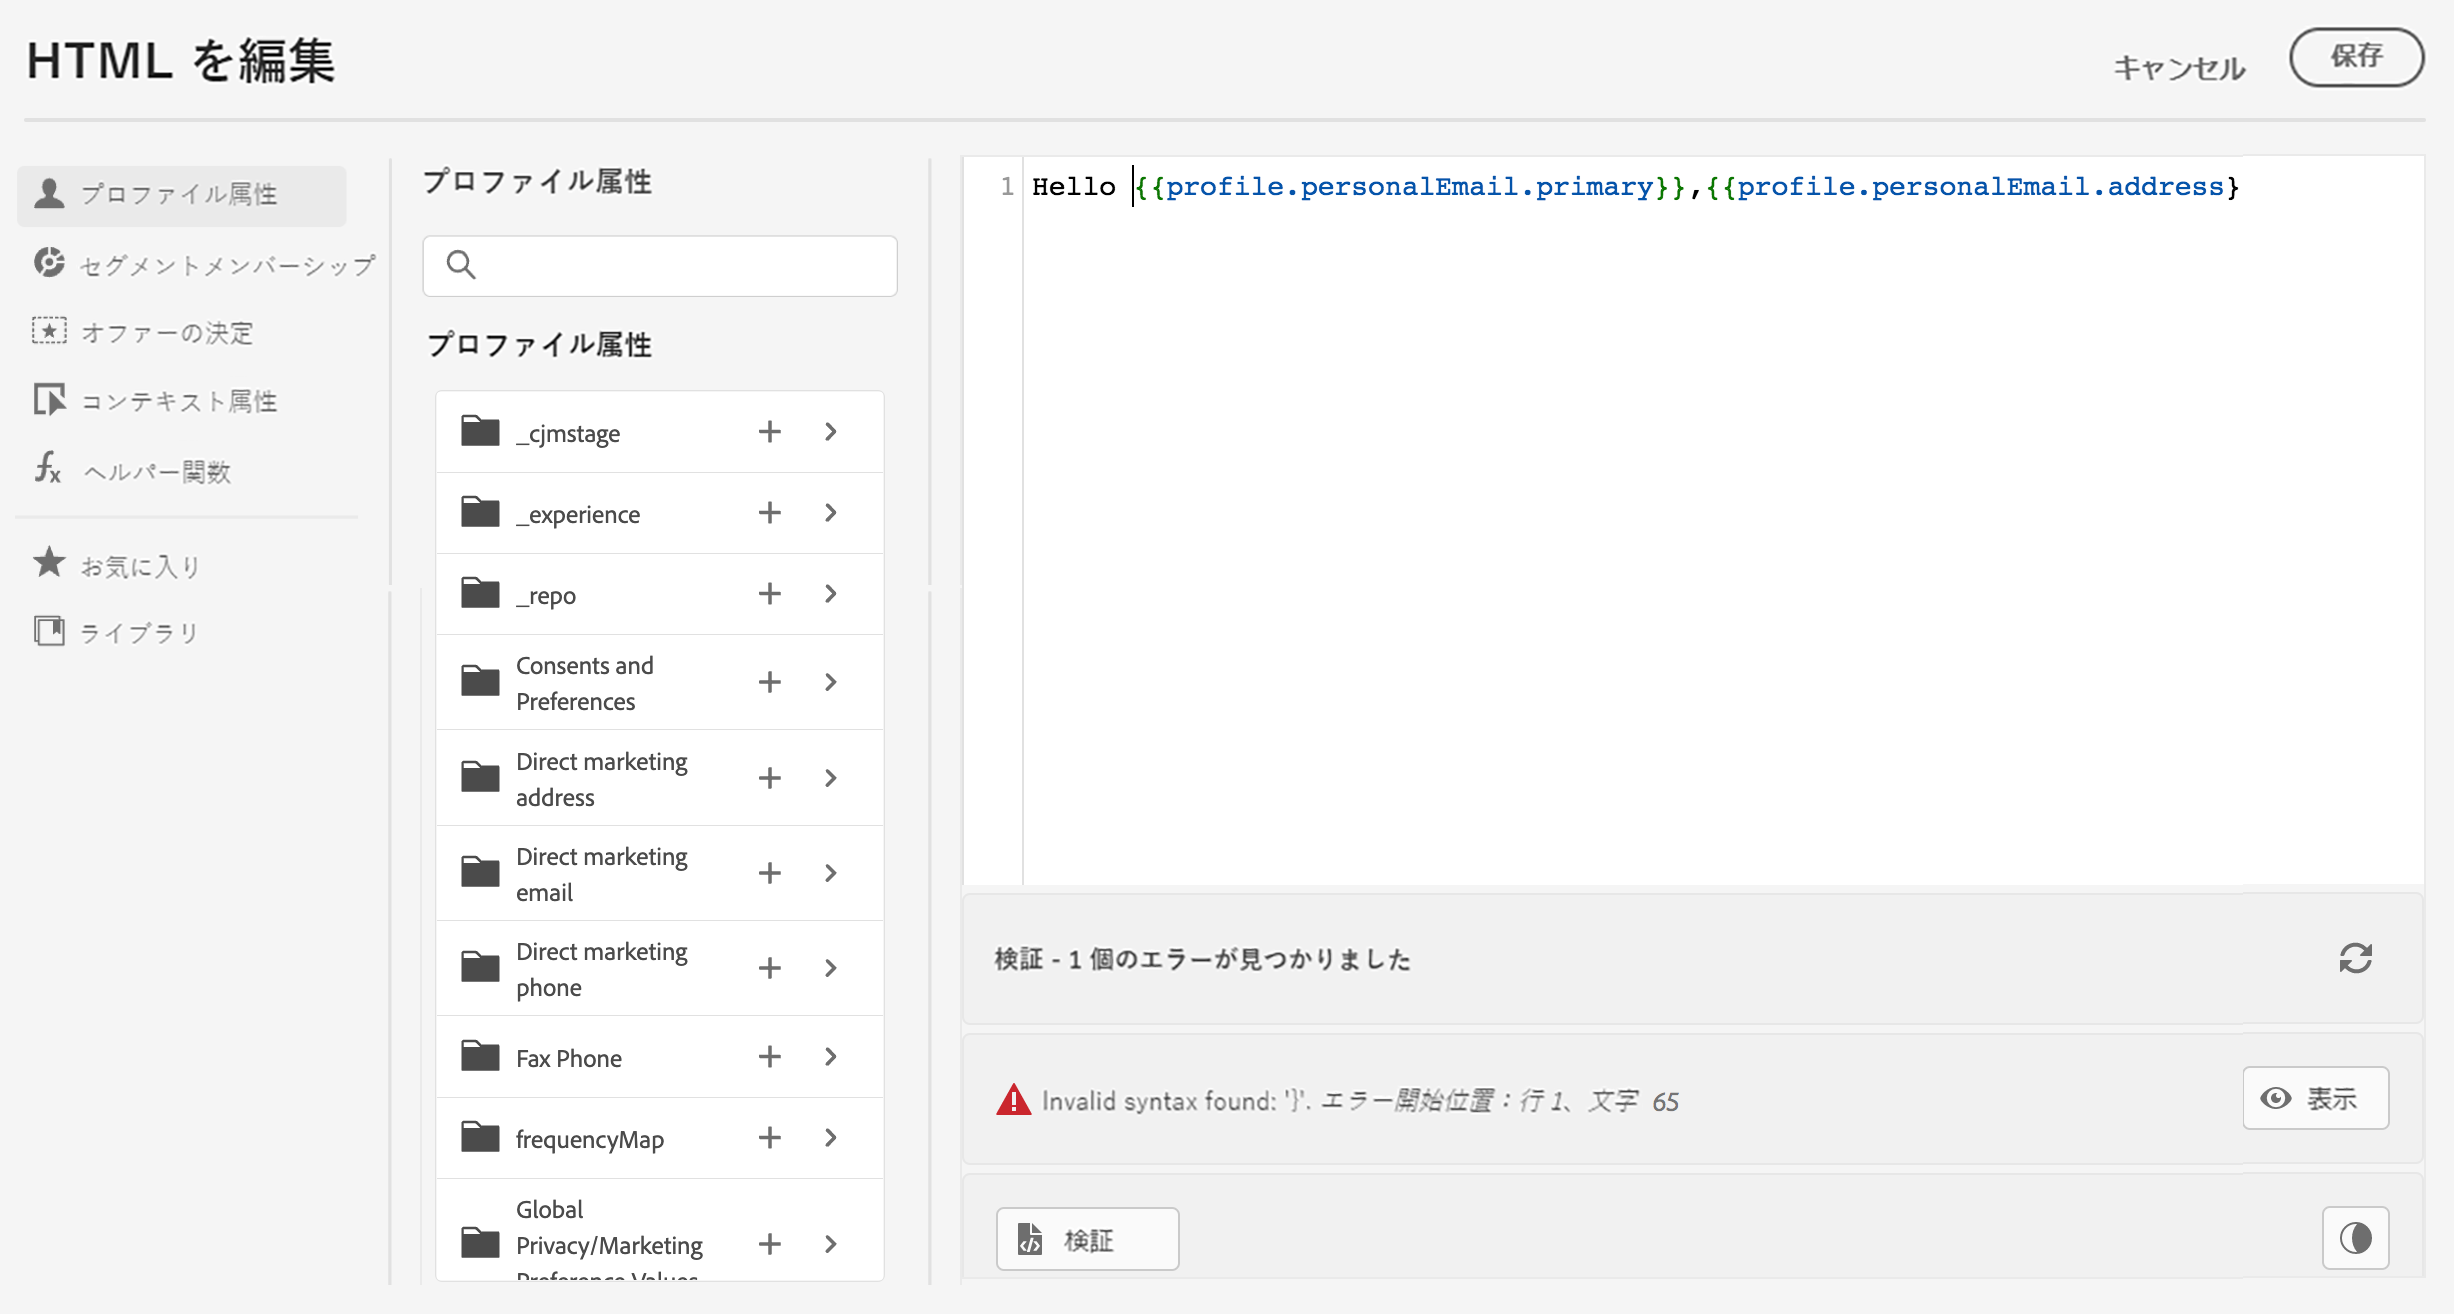 HTML を編集
キャンセル
保存
プロファイル属性
セグメントメンバーシップ
オファーの決定
コンテキスト属性
ヘルパー関数
お気に入り
ライブラリ
プロファイル属性
プロファイル属性
_cjmstage
_experience
_repo
Consents and
Preferences
Direct marketing
address
Direct marketing
email
Direct marketing
phone
Fax Phone
frequencyMap
Global
Privacy/Marketing
Preference Values
1 Hello {{profile.personalEmail.primary}},{{profile.personalEmail.address}
検証 - 1 個のエラーが見つかりました
Invalid syntax found: '}'. エラー開始位置：行 1、文字 65
表示
検証